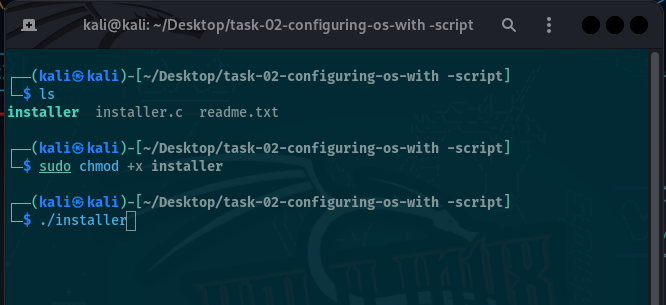 kali@kali: ~/Desktop/task-02-configuring-os-with -script
┌──(kali㉿kali)-[~/Desktop/task-02-configuring-os-with -script]
└─$ ls
installer  installer.c  readme.txt
┌──(kali㉿kali)-[~/Desktop/task-02-configuring-os-with -script]
└─$ sudo chmod +x installer
┌──(kali㉿kali)-[~/Desktop/task-02-configuring-os-with -script]
└─$ ./installer